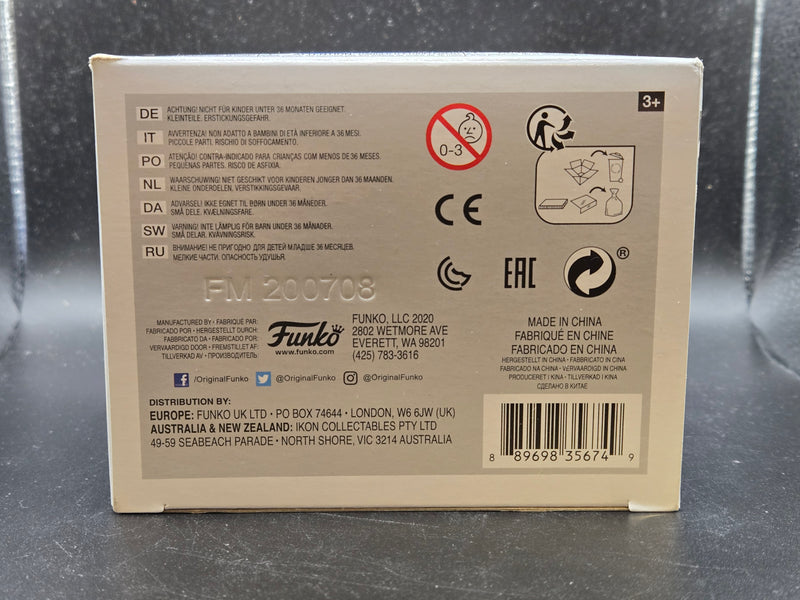 DE ACHTUNG! NICHT FÜR KINDER UNTER 36 MONATEN GEEIGNET.
KLEINTEILE. ERSTICKUNGSGEFAHR.
IT AVVERTENZA! NON ADATTO A BAMBINI DI ETÀ INFERIORE A 36 MESI.
PICCOLE PARTI. RISCHIO DI SOFFOCAMENTO.
PO ATENÇÃO! CONTRA-INDICADO PARA CRIANÇAS COM MENOS DE 36 MESES.
PEQUENAS PARTES. RISCO DE ASFIXIA.
NL WAARSCHUWING! NIET GESCHIKT VOOR KINDEREN JONGER DAN 36 MAANDEN.
KLEINE ONDERDELEN, VERSTIKKINGSGEVAAR.
DA ADVARSEL! IKKE EGNET TIL BØRN UNDER 36 MÅNEDER.
SMÅ DELE. KVÆLNINGSFARE.
SW VARNING! INTE LÄMPLIG FÖR BARN UNDER 36 MÅNADER.
SMÅ DELAR. KVÄVNINGSRISK.
RU ВНИМАНИЕ! НЕ ПРИГОДНО ДЛЯ ДЕТЕЙ МЛАДШЕ 36 МЕСЯЦЕВ.
МЕЛКИЕ ЧАСТИ. ОПАСНОСТЬ УДУШЬЯ.
3+
0-3
CE
EAC
®
FM 200708
MANUFACTURED BY • FABRIQUÉ PAR:
FABRICADO POR • HERGESTELLT DURCH:
FABBRICATO DA • FABRICADO POR:
VERVAARDIGD DOOR • FREMSTILLET AF:
TILLVERKAD AV • ПРОИЗВОДИТЕЛЬ:
Funko
www.funko.com
FUNKO, LLC 2020
2802 WETMORE AVE
EVERETT, WA 98201
(425) 783-3616
MADE IN CHINA
FABRIQUÉ EN CHINE
FABRICADO EN CHINA
HERGESTELLT IN CHINA • FABBRICATO IN CINA
FABRICADO NA CHINA • VERVAARDIGD IN CHINA
PRODUCERET I KINA • TILLVERKAD I KINA
СДЕЛАНО В КИТАЕ
/OriginalFunko @OriginalFunko @OriginalFunko
DISTRIBUTION BY:
EUROPE: FUNKO UK LTD • PO BOX 74644 • LONDON, W6 6JW (UK)
AUSTRALIA & NEW ZEALAND: IKON COLLECTABLES PTY LTD
49-59 SEABEACH PARADE • NORTH SHORE, VIC 3214 AUSTRALIA
8 89698 35674 9